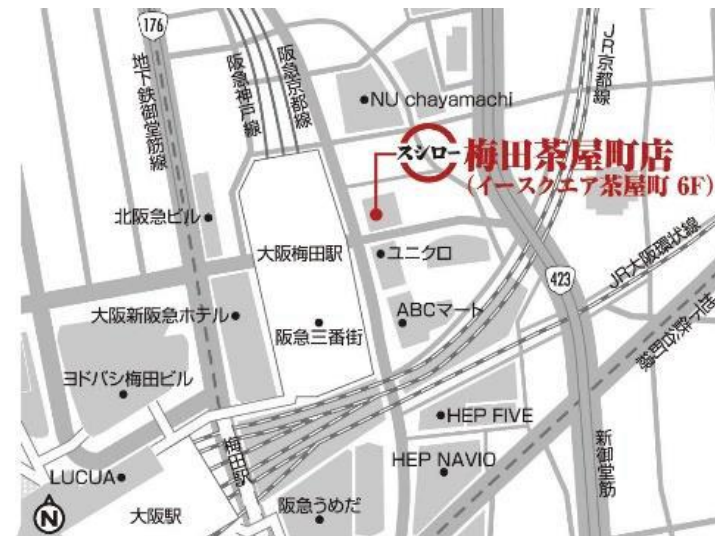 176
地下鉄御堂筋線
阪急神戸線
阪急京都線
JR京都線
NU chayamachi
スシロー
梅田茶屋町店
(イースクエア茶屋町 6F)
北阪急ビル
大阪梅田駅
ユニクロ
423
JR大阪環状線
地下鉄谷町線
大阪新阪急ホテル
阪急三番街
ABCマート
ヨドバシ梅田ビル
HEP FIVE
梅田駅
HEP NAVIO
新御堂筋
LUCUA
大阪駅
阪急うめだ
N